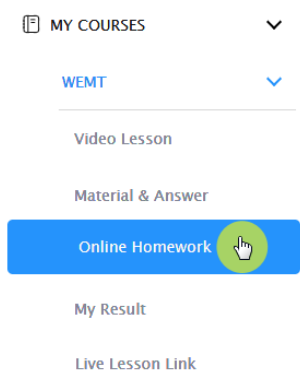 MY COURSES
WEMT
Video Lesson
Material & Answer
Online Homework
My Result
Live Lesson Link